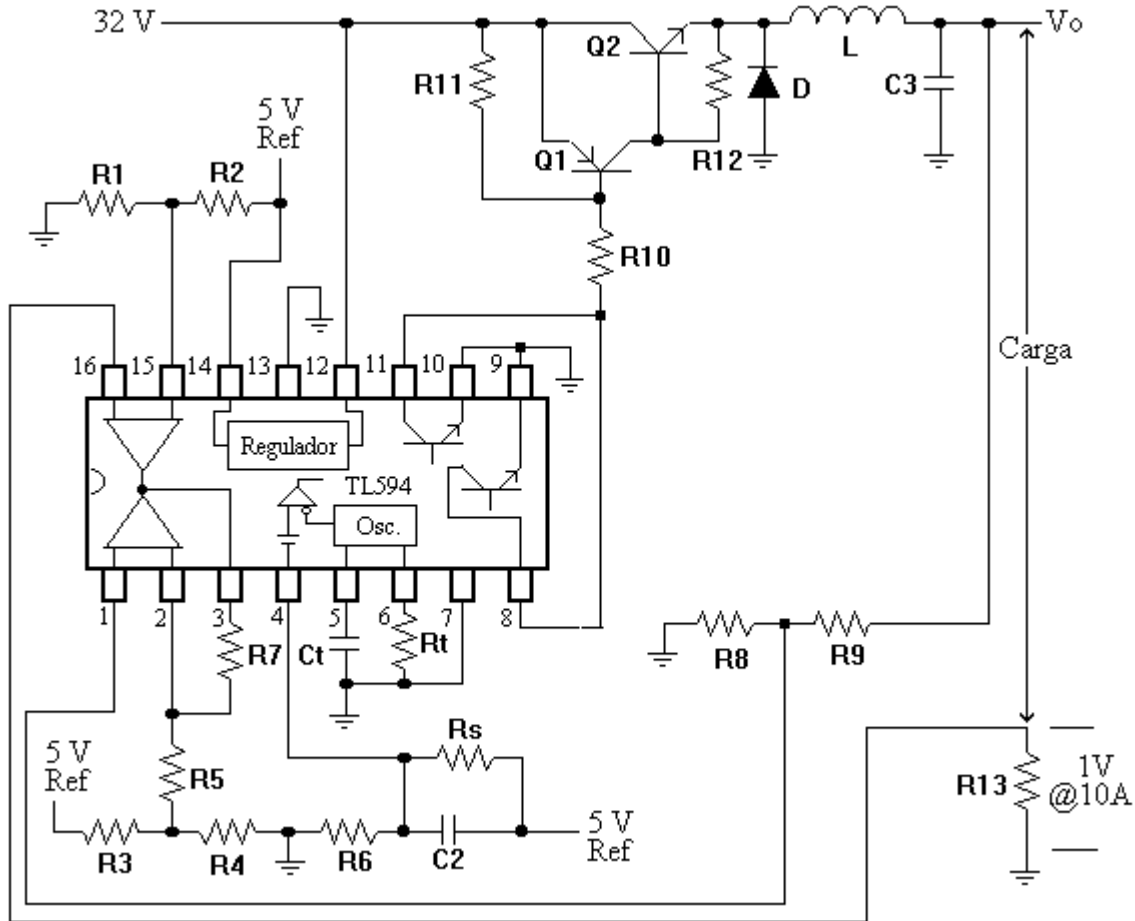 32 V
Q2
Vo
L
R11
D
C3
5 V
Ref
Q1
R12
R1
R2
R10
16
15
14
13
12
11
10
9
Carga
Regulador
TL594
Osc.
1
2
3
4
5
6
7
8
R7
Ct
Rt
R8
R9
Rs
5 V
Ref
R5
R13
1V
@10A
R3
R4
R6
C2
5 V
Ref